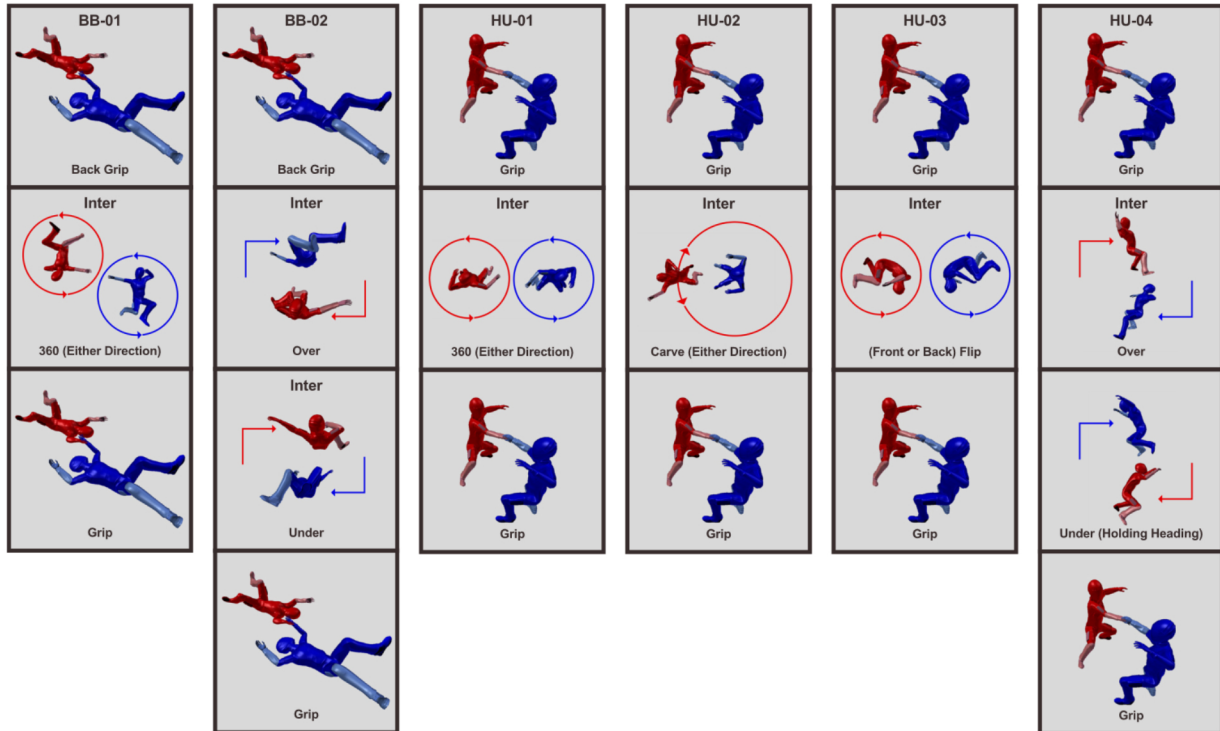 BB-01
Back Grip
Inter
360 (Either Direction)
Grip
BB-02
Back Grip
Inter
Over
Inter
Under
Grip
HU-01
Grip
Inter
360 (Either Direction)
Grip
HU-02
Grip
Inter
Carve (Either Direction)
Grip
HU-03
Grip
Inter
(Front or Back) Flip
Grip
HU-04
Grip
Inter
Over
Under (Holding Heading)
Grip